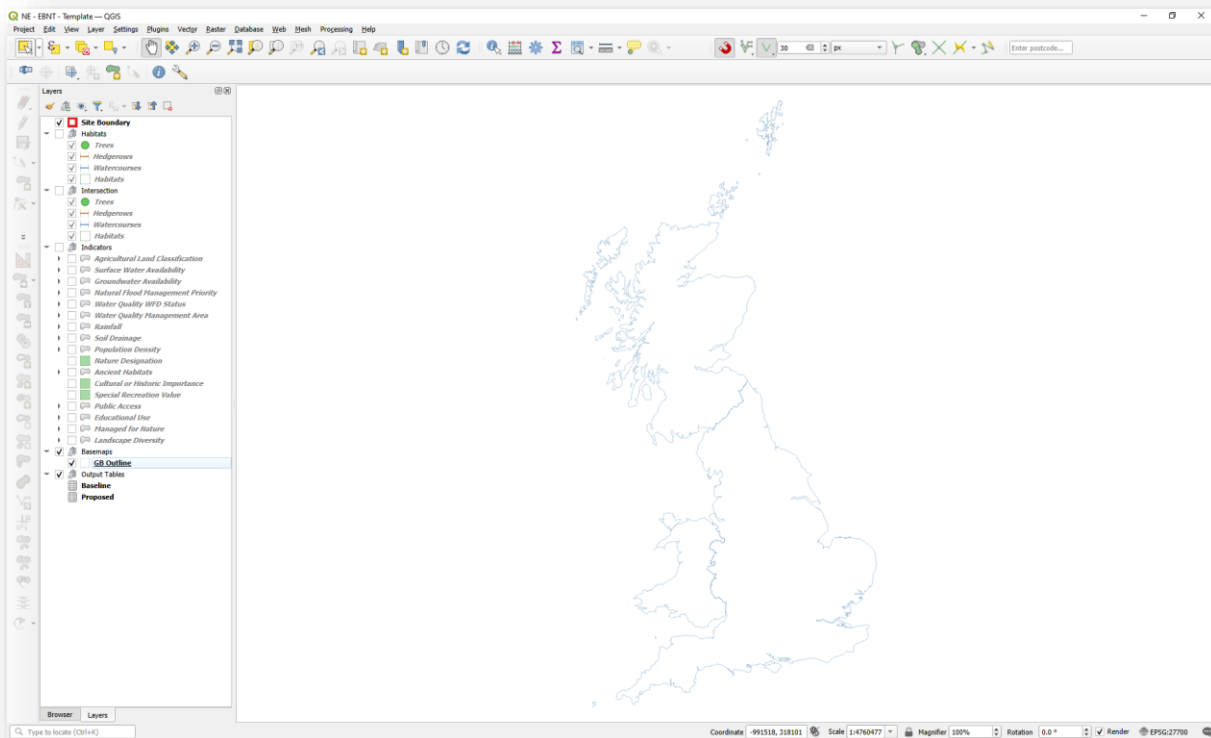 NE - EBNT - Template — QGIS
Project Edit View Layer Settings Plugins Vector Raster Database Web Mesh Processing Help
30 px Enter postcode...
Layers
Site Boundary
Habitats
Trees
Hedgerows
Watercourses
Habitats
Intersection
Trees
Hedgerows
Watercourses
Habitats
Indicators
Agricultural Land Classification
Surface Water Availability
Groundwater Availability
Natural Flood Management Priority
Water Quality WFD Status
Water Quality Management Area
Rainfall
Soil Drainage
Population Density
Nature Designation
Ancient Habitats
Cultural or Historic Importance
Special Recreation Value
Public Access
Educational Use
Managed for Nature
Landscape Diversity
Basemaps
GB Outline
Output Tables
Baseline
Proposed
Browser Layers
Type to locate (Ctrl+K) Coordinate -991518, 318101 Scale 1:4760477 Magnifier 100% Rotation 0.0 ° Render EPSG:27700